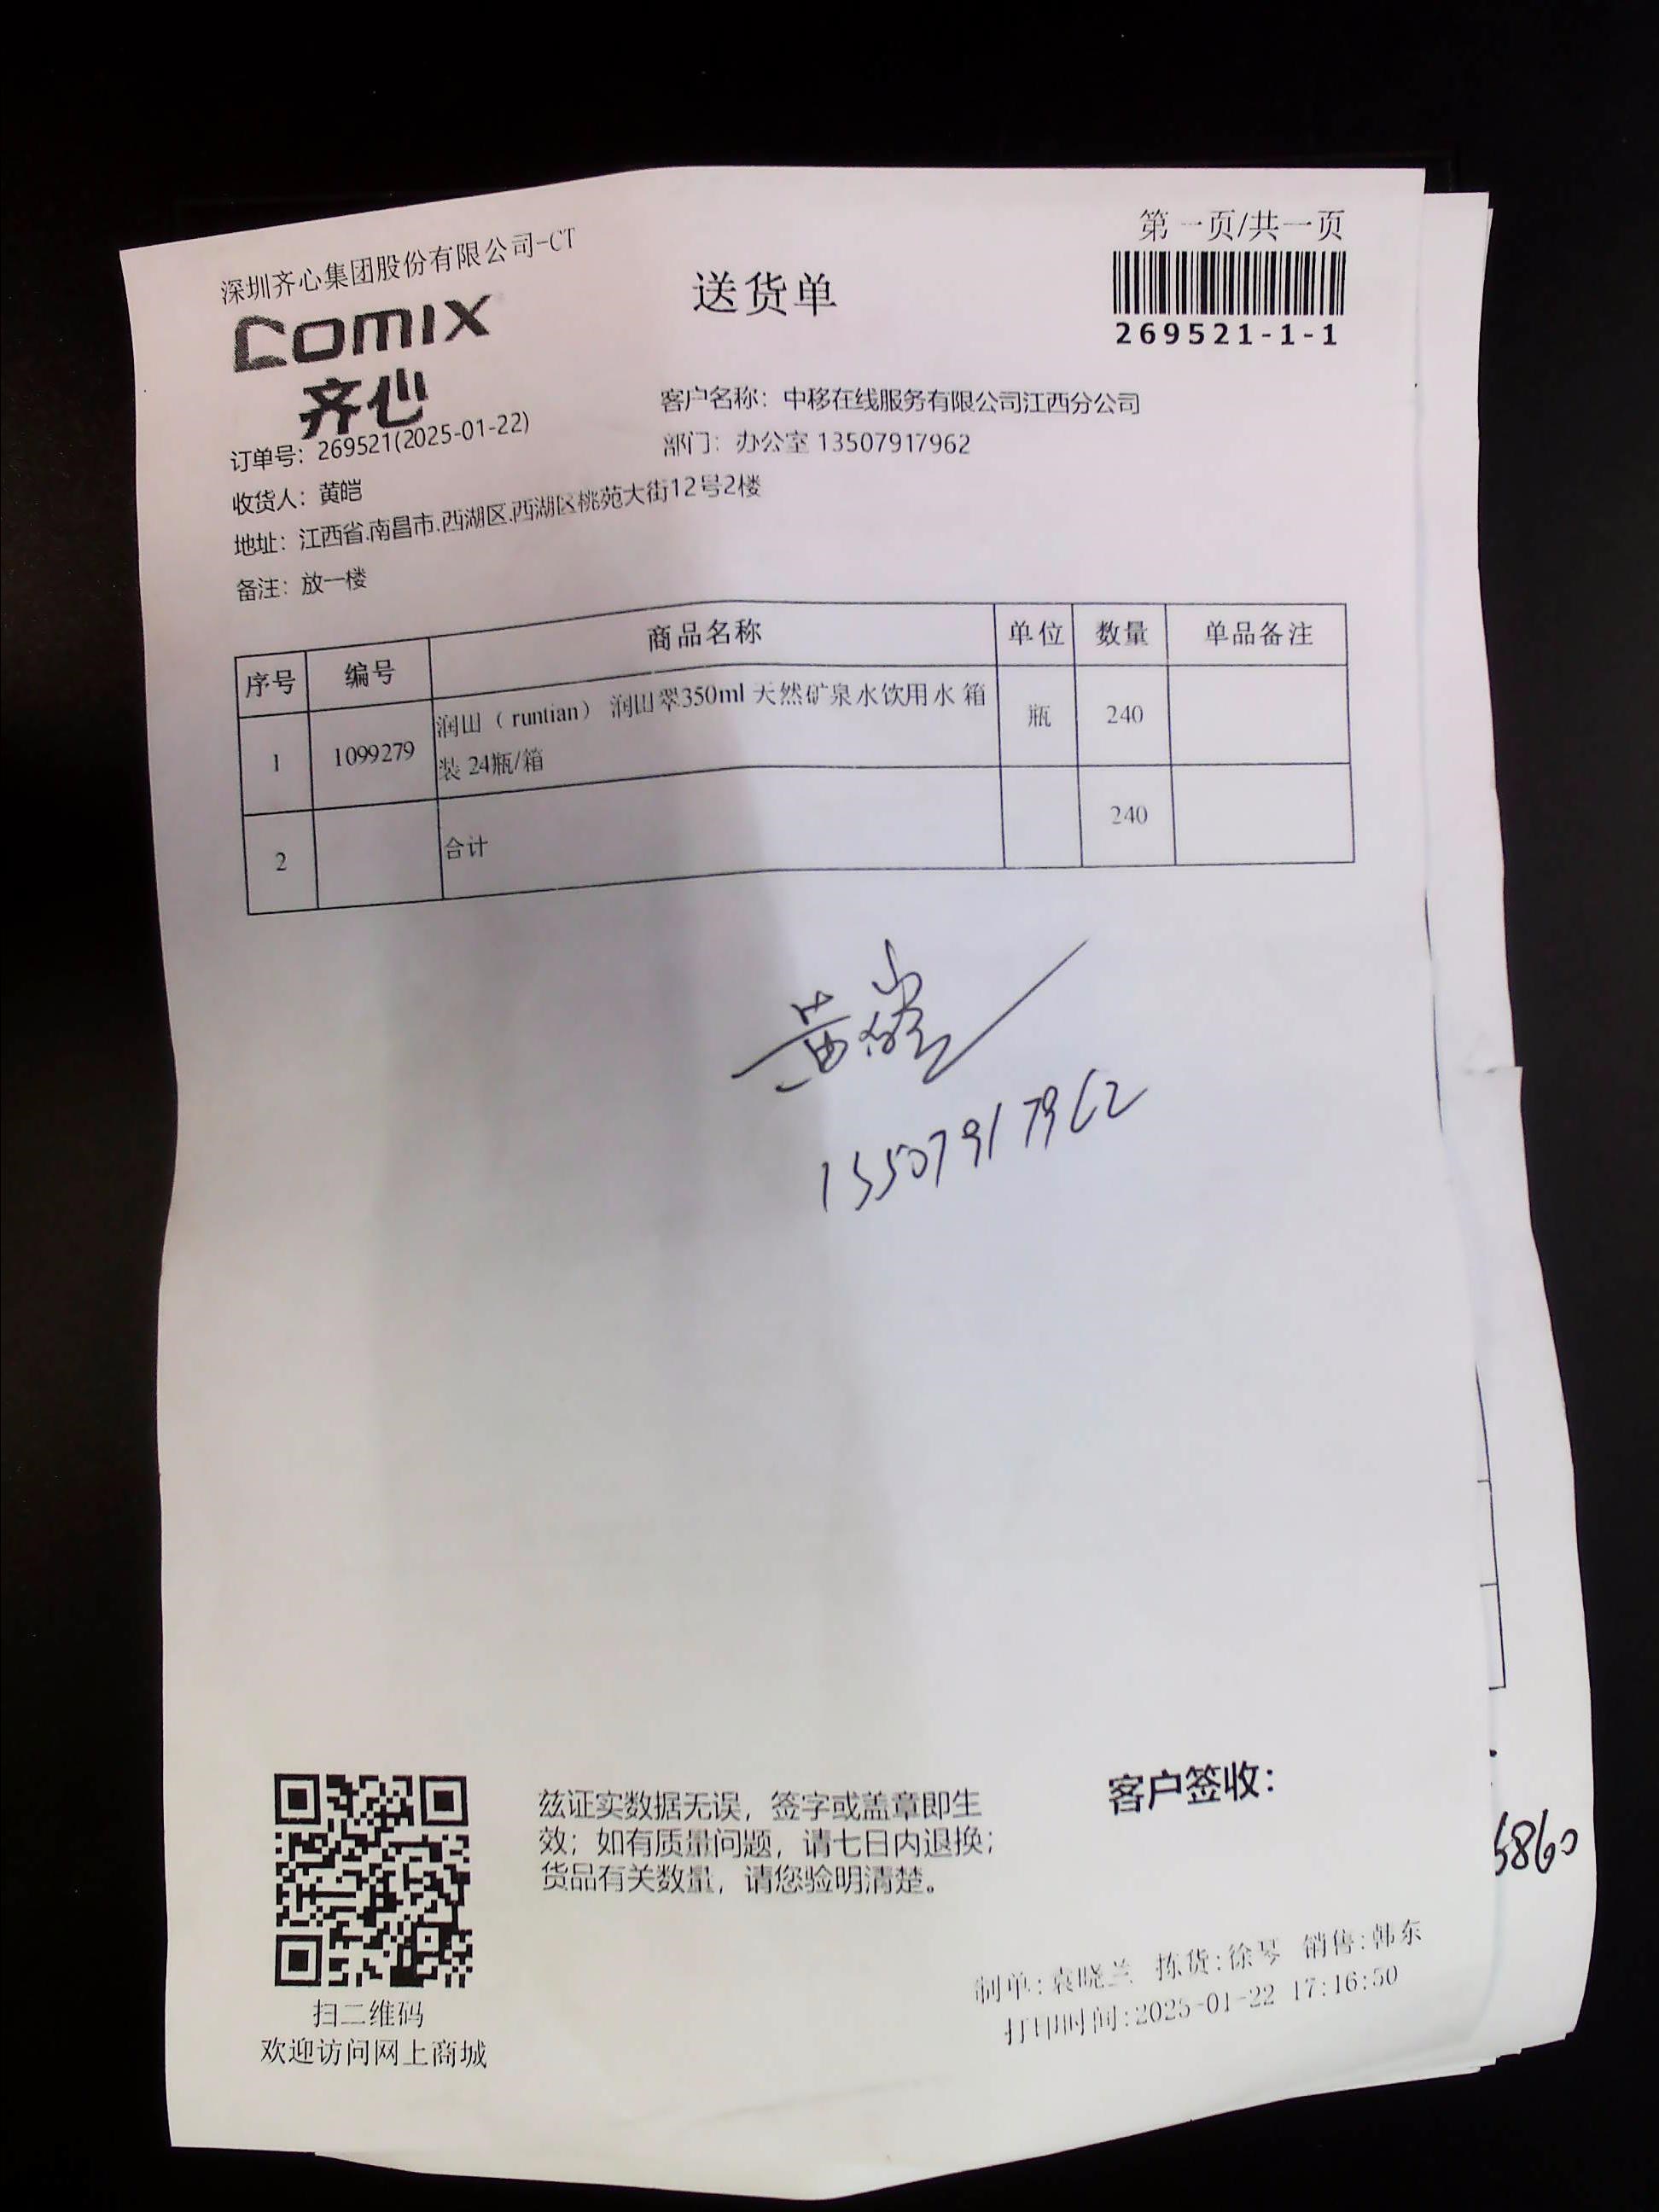 第一页/共一页
深圳齐心集团股份有限公司-CT
送货单
COMIX
齐心
269521-1-1
客户名称：中移在线服务有限公司江西分公司
订单号：269521(2025-01-22)
部门：办公室 13507917962
收货人：黄皑
地址：江西省.南昌市.西湖区.西湖区桃苑大街12号2楼
备注：放一楼
序号 编号 商品名称 单位 数量 单品备注
1 1099279 润田（runtian） 润田翠350ml 天然矿泉水饮用水 箱装 24瓶/箱 瓶 240
2 合计 240
黄皑
13507917962
兹证实数据无误，签字或盖章即生
效；如有质量问题，请七日内退换；
货品有关数量，请您验明清楚。
客户签收：
5860
扫二维码
欢迎访问网上商城
制单:袁晓兰 拣货:徐琴 销售:韩东
打印时间:2025-01-22 17:16:50